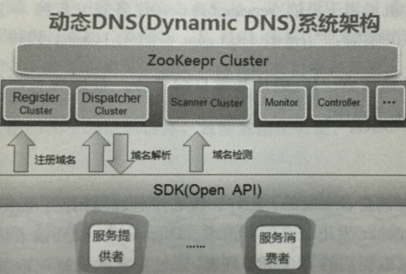 动态DNS(Dynamic DNS)系统架构
ZooKeepr Cluster
Register
Cluster
Dispatcher
Cluster
Scanner Cluster
Monitor
Controller
...
注册域名
域名解析
域名检测
SDK(Open API)
服务提
供者
......
服务消
费者